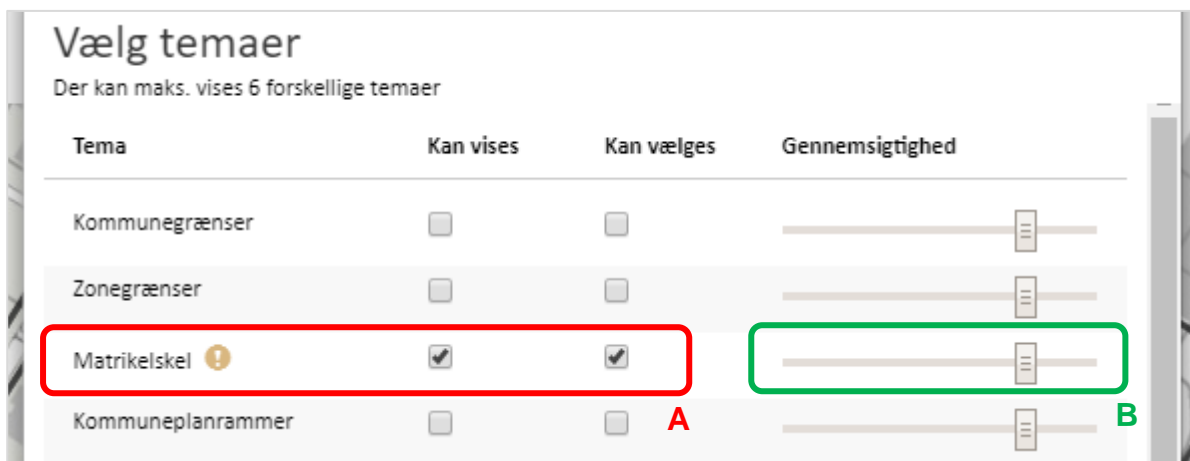 Vælg temaer
Der kan maks. vises 6 forskellige temaer
Tema Kan vises Kan vælges Gennemsigtighed
Kommunegrænser
Zonegrænser
Matrikelskel
A
B
Kommuneplanrammer